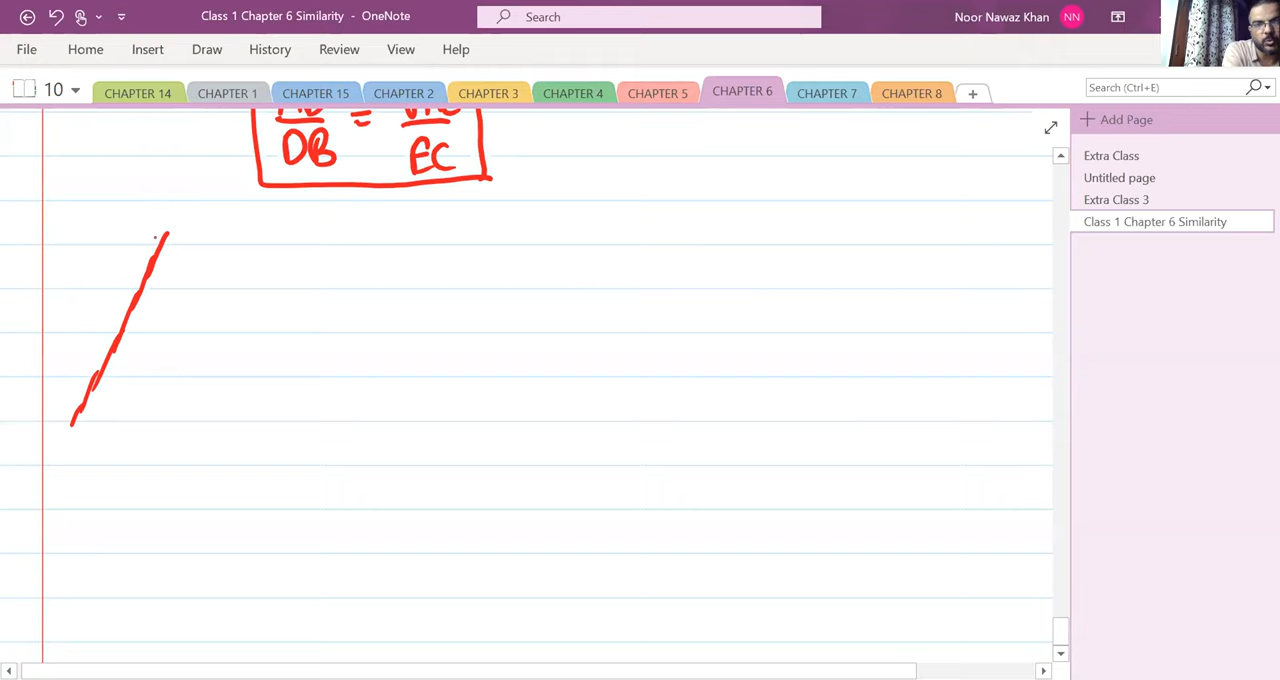 Class 1 Chapter 6 Similarity - OneNote
Search
Noor Nawaz Khan
NN
File
Home
Insert
Draw
History
Review
View
Help
10
CHAPTER 14
CHAPTER 1
CHAPTER 15
CHAPTER 2
CHAPTER 3
CHAPTER 4
CHAPTER 5
CHAPTER 6
CHAPTER 7
CHAPTER 8
Search (Ctrl+E)
Add Page
Extra Class
Untitled page
Extra Class 3
Class 1 Chapter 6 Similarity
=
DB EC